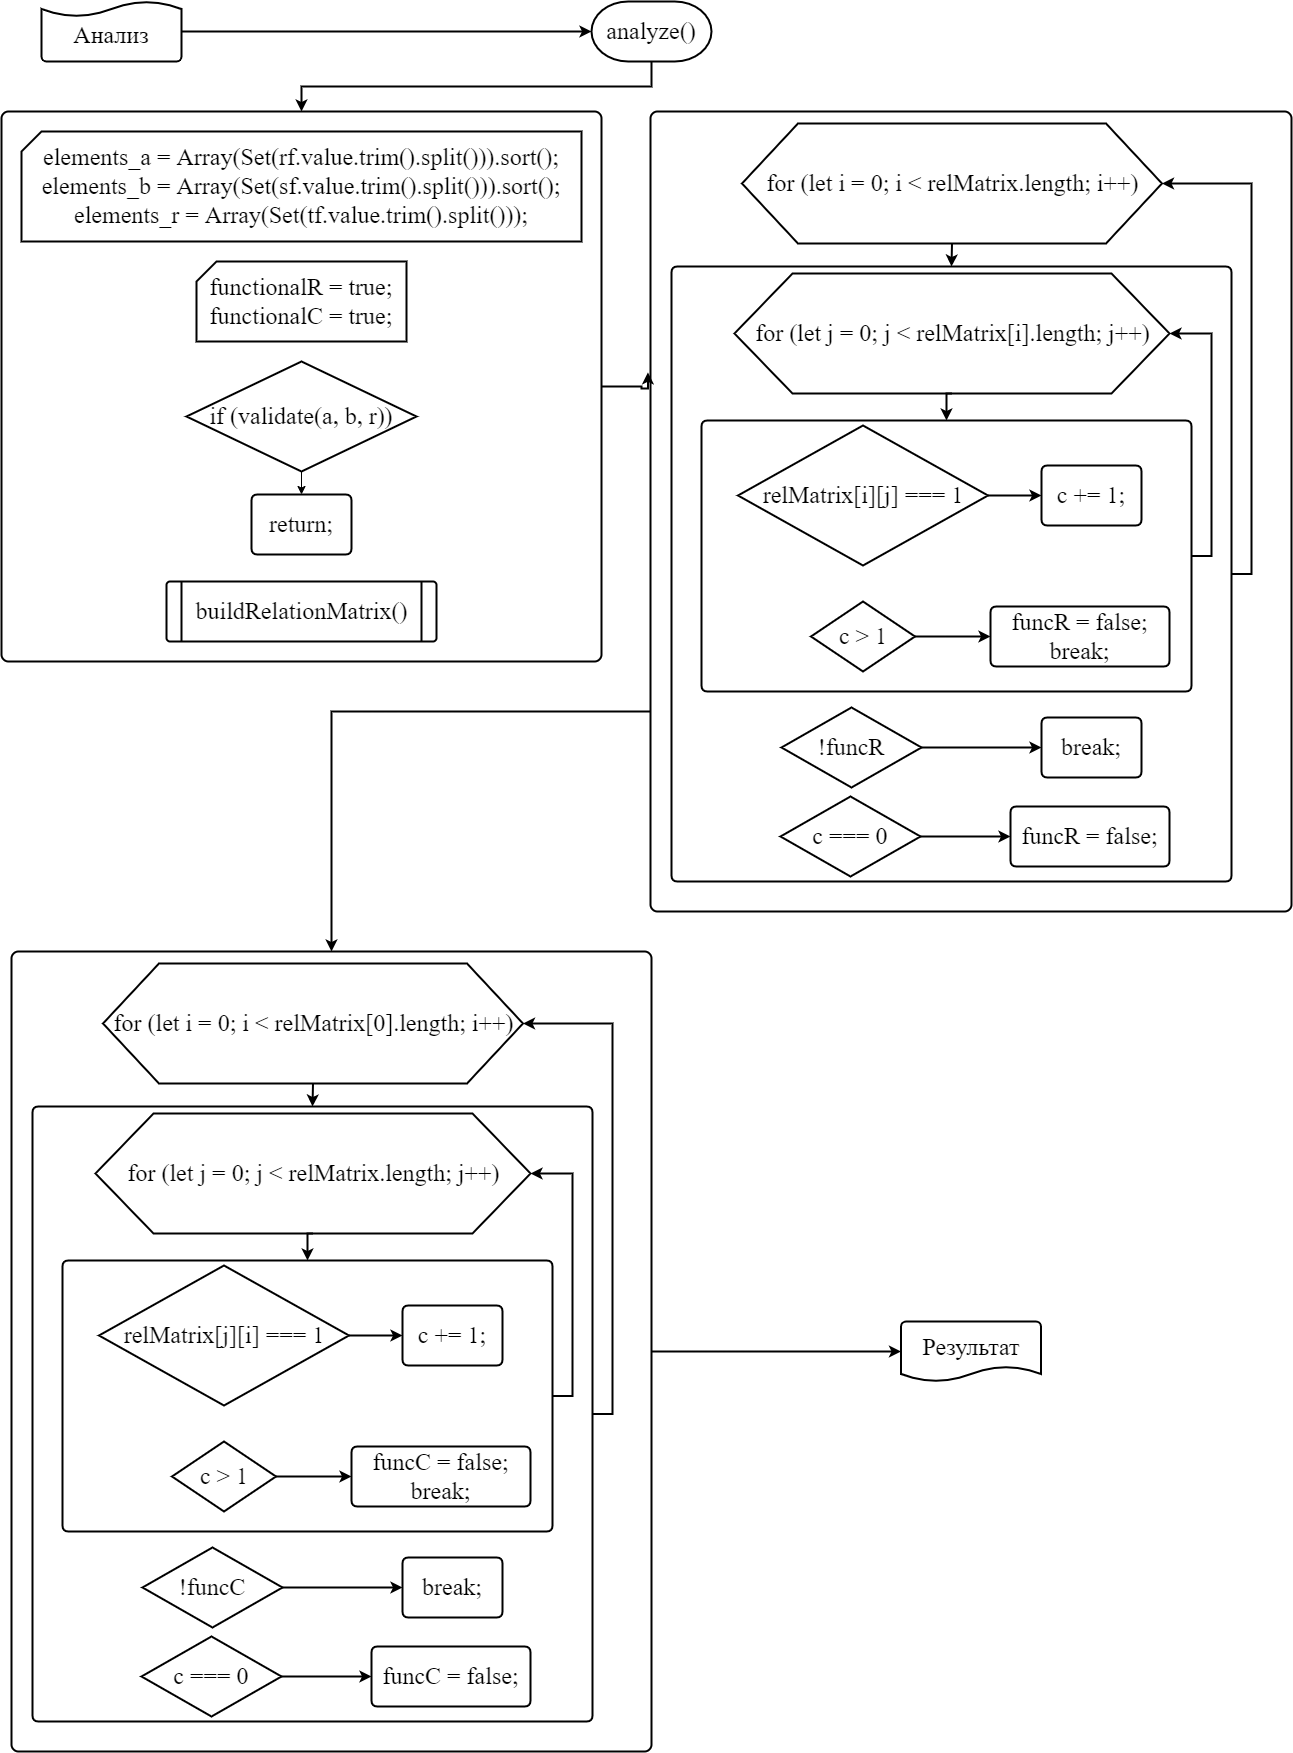 Анализ
analyze()
elements_a = Array(Set(rf.value.trim().split())).sort();
elements_b = Array(Set(sf.value.trim().split())).sort();
elements_r = Array(Set(tf.value.trim().split()));
functionalR = true;
functionalC = true;
if (validate(a, b, r))
return;
buildRelationMatrix()
for (let i = 0; i < relMatrix.length; i++)
for (let j = 0; j < relMatrix[i].length; j++)
relMatrix[i][j] === 1
c += 1;
c > 1
funcR = false;
break;
!funcR
break;
c === 0
funcR = false;
for (let i = 0; i < relMatrix[0].length; i++)
for (let j = 0; j < relMatrix.length; j++)
relMatrix[j][i] === 1
c += 1;
c > 1
funcC = false;
break;
!funcC
break;
c === 0
funcC = false;
Результат